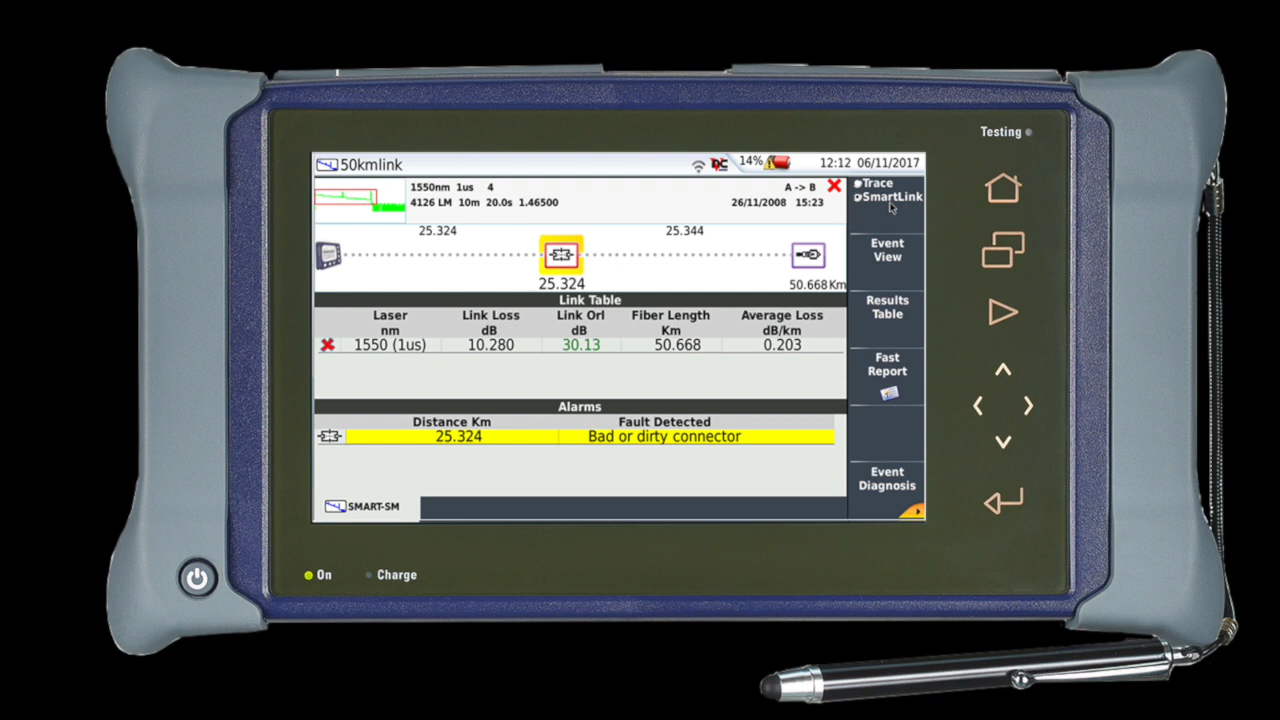 Testing
50kmlink
14%
12:12 06/11/2017
1550nm 1us 4
A -> B
4126 LM 10m 20.0s 1.46500
26/11/2008 15:23
Trace
SmartLink
25.324
25.344
25.324
50.668 Km
Event
View
Link Table
Laser
nm
Link Loss
dB
Link Orl
dB
Fiber Length
Km
Average Loss
dB/km
1550 (1us)
10.280
30.13
50.668
0.203
Results
Table
Fast
Report
Alarms
Distance Km
Fault Detected
25.324
Bad or dirty connector
Event
Diagnosis
SMART-SM
On
Charge